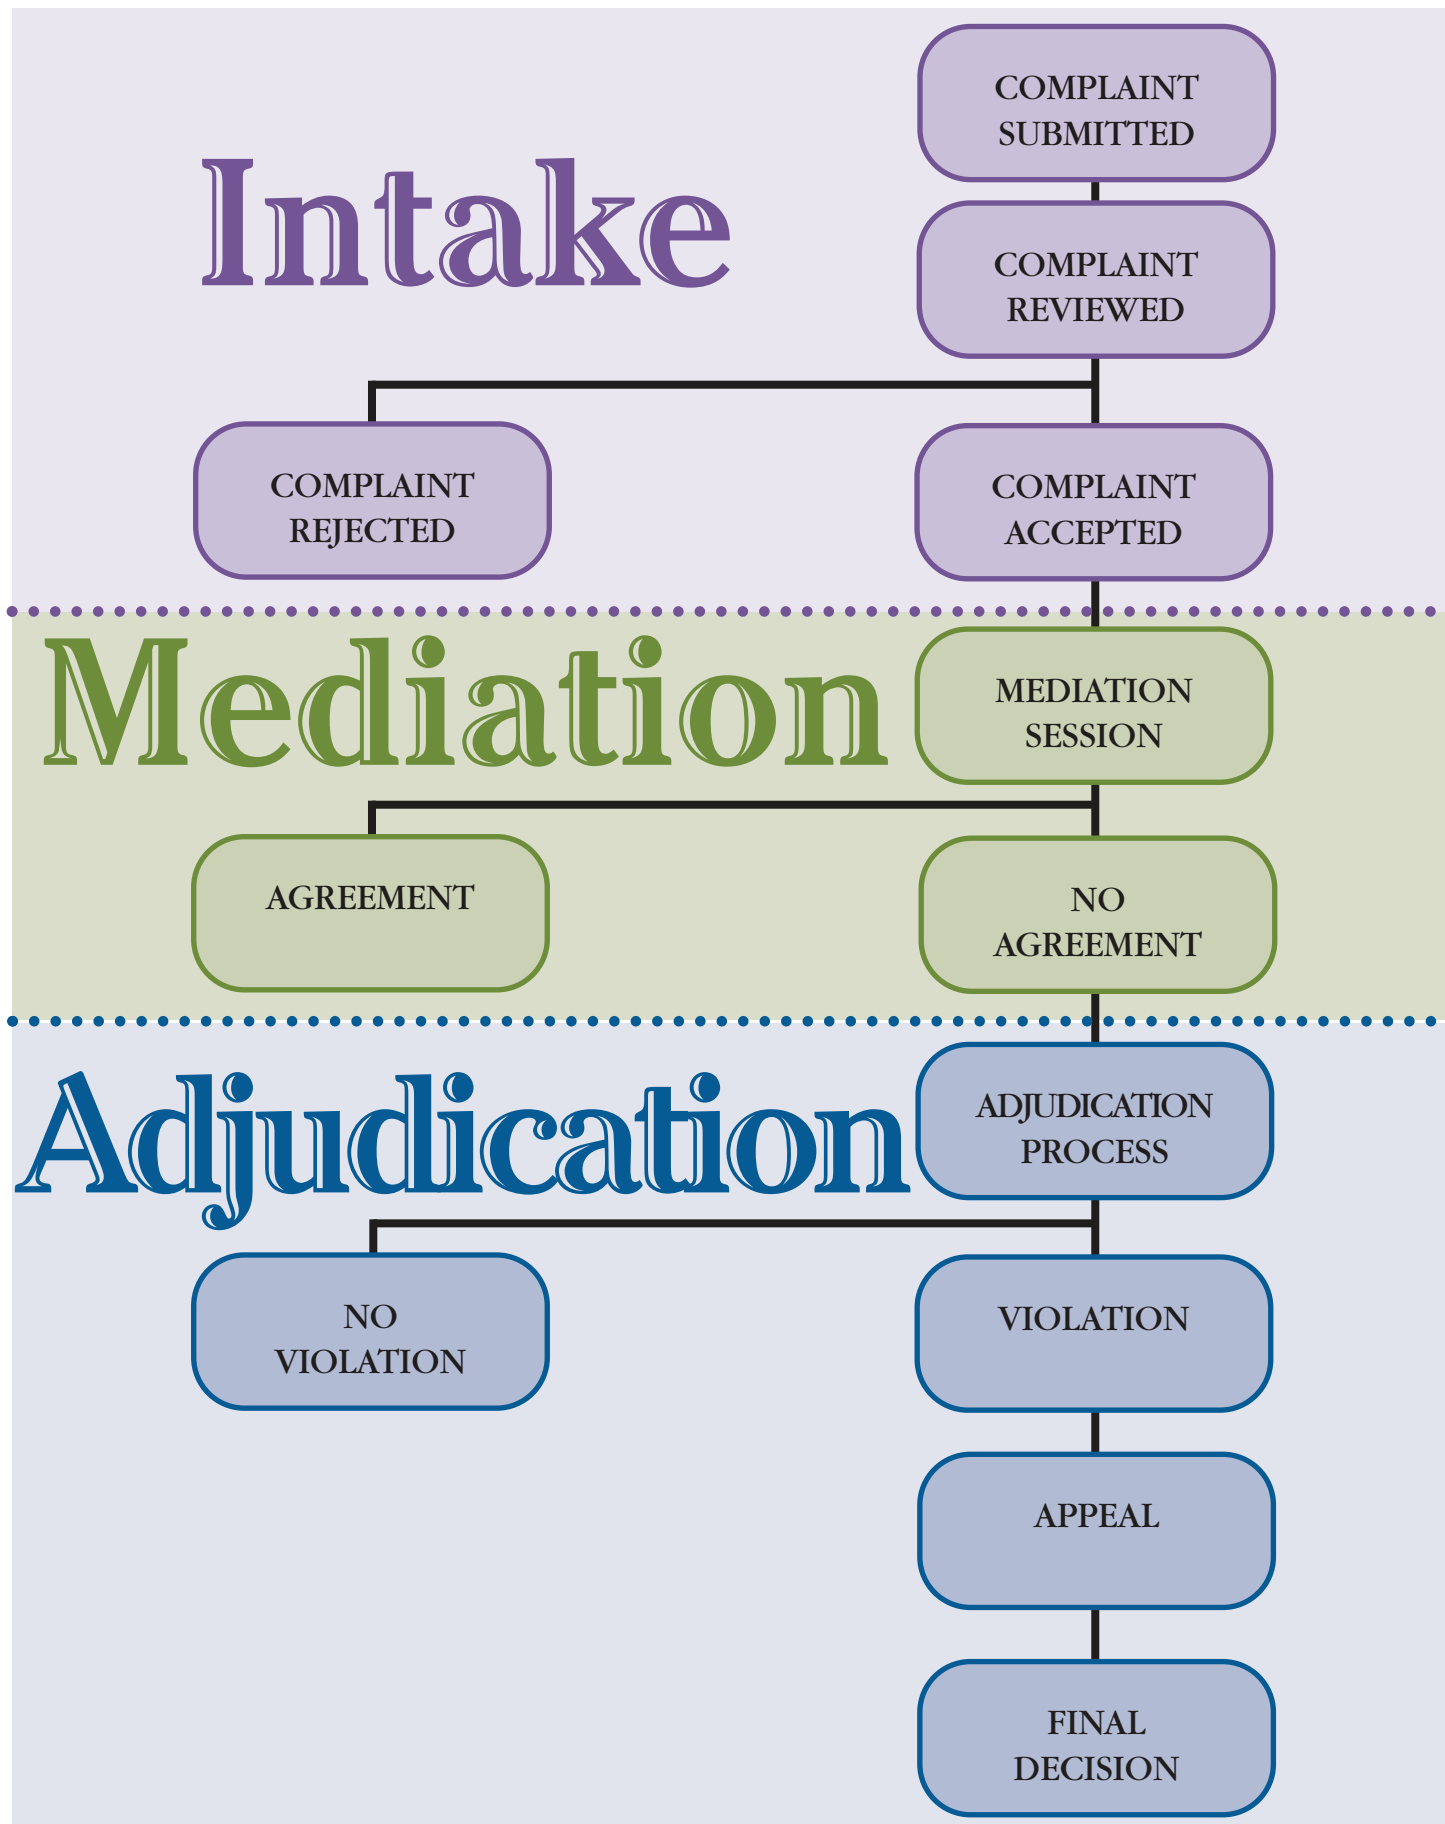 COMPLAINT
SUBMITTED
Intake
COMPLAINT
REVIEWED
COMPLAINT
REJECTED
COMPLAINT
ACCEPTED
Mediation
MEDIATION
SESSION
AGREEMENT
NO
AGREEMENT
Adjudication
ADJUDICATION
PROCESS
NO
VIOLATION
VIOLATION
APPEAL
FINAL
DECISION